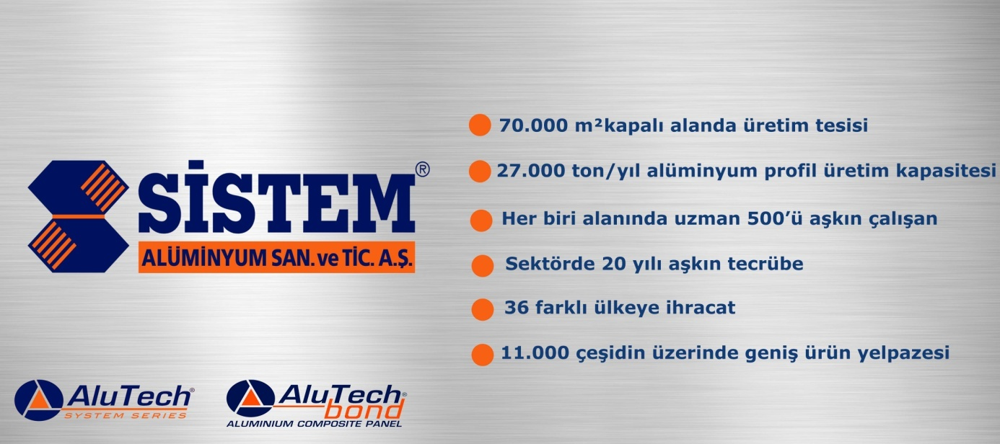 SİSTEM®
ALÜMİNYUM SAN. ve TİC. A.Ş.
70.000 m²kapalı alanda üretim tesisi
27.000 ton/yıl alüminyum profil üretim kapasitesi
Her biri alanında uzman 500’ü aşkın çalışan
Sektörde 20 yılı aşkın tecrübe
36 farklı ülkeye ihracat
11.000 çeşidin üzerinde geniş ürün yelpazesi
AluTech®
SYSTEM SERIES
AluTech®
bond
ALUMINIUM COMPOSITE PANEL